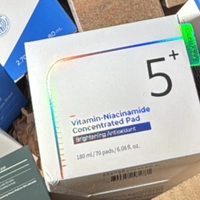 5+
Vitamin-Niacinamide
Concentrated Pad
Brightening Antioxidant
180 ml / 70 pads / 6.08 fl. oz.